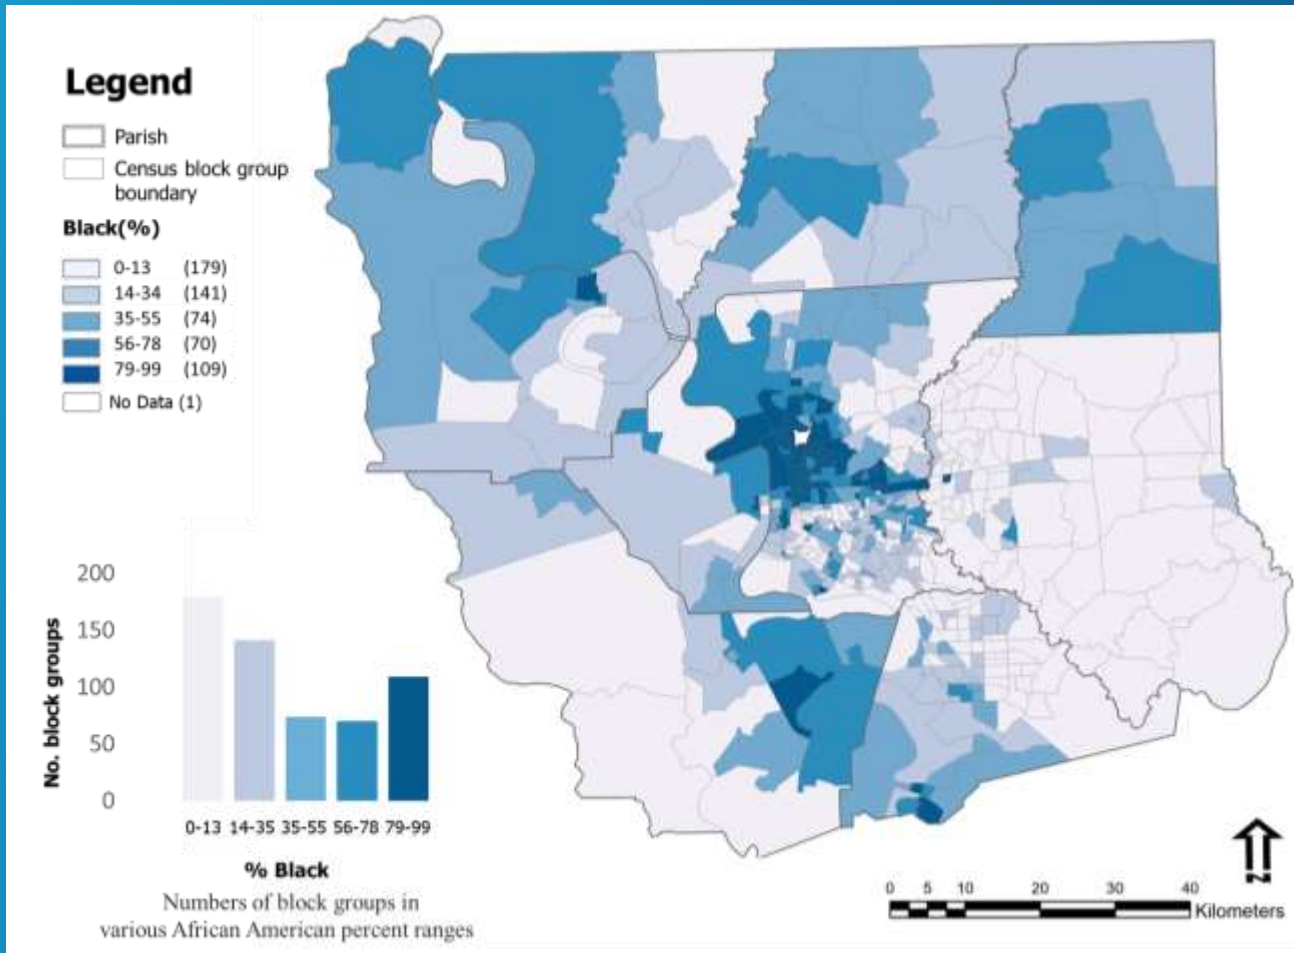 Legend
Parish
Census block group
boundary
Black(%)
0-13 (179)
14-34 (141)
35-55 (74)
56-78 (70)
79-99 (109)
No Data (1)
No. block groups
200
150
100
50
0
0-13 14-35 35-55 56-78 79-99
% Black
Numbers of block groups in
various African American percent ranges
N
0 5 10 20 30 40
Kilometers